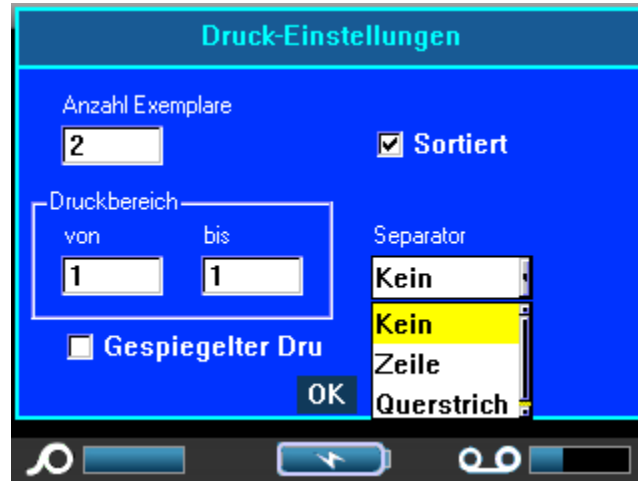 Druck-Einstellungen
Anzahl Exemplare
2
Sortiert
Druckbereich
von bis
1 1
Separator
Kein
Kein
Zeile
Querstrich
Gespiegelter Dru
OK